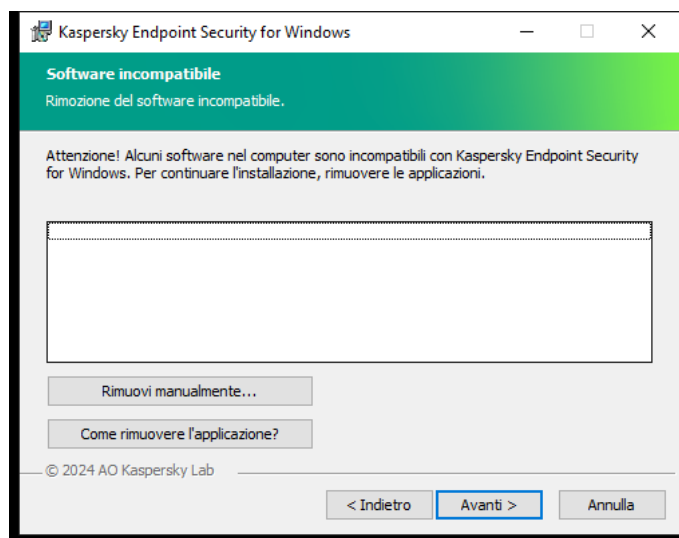 Kaspersky Endpoint Security for Windows
Software incompatibile
Rimozione del software incompatibile.
Attenzione! Alcuni software nel computer sono incompatibili con Kaspersky Endpoint Security
for Windows. Per continuare l'installazione, rimuovere le applicazioni.
Rimuovi manualmente...
Come rimuovere l'applicazione?
© 2024 AO Kaspersky Lab
< Indietro Avanti > Annulla